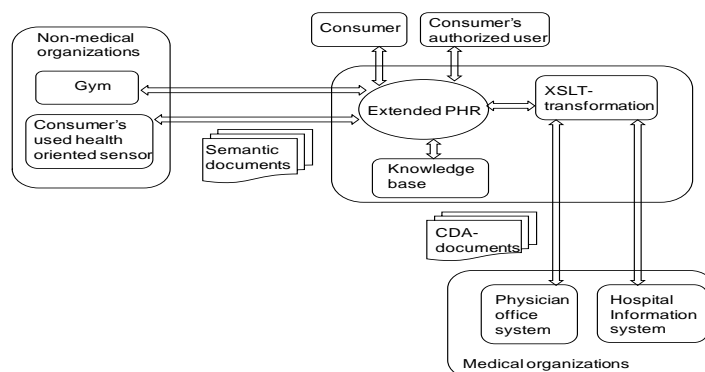 Non-medical
organizations
Gym
Consumer's
used health
oriented sensor
Semantic
documents
Consumer
Consumer's
authorized user
Extended PHR
XSLT-
transformation
Knowledge
base
CDA-
documents
Physician
office
system
Hospital
Information
system
Medical organizations